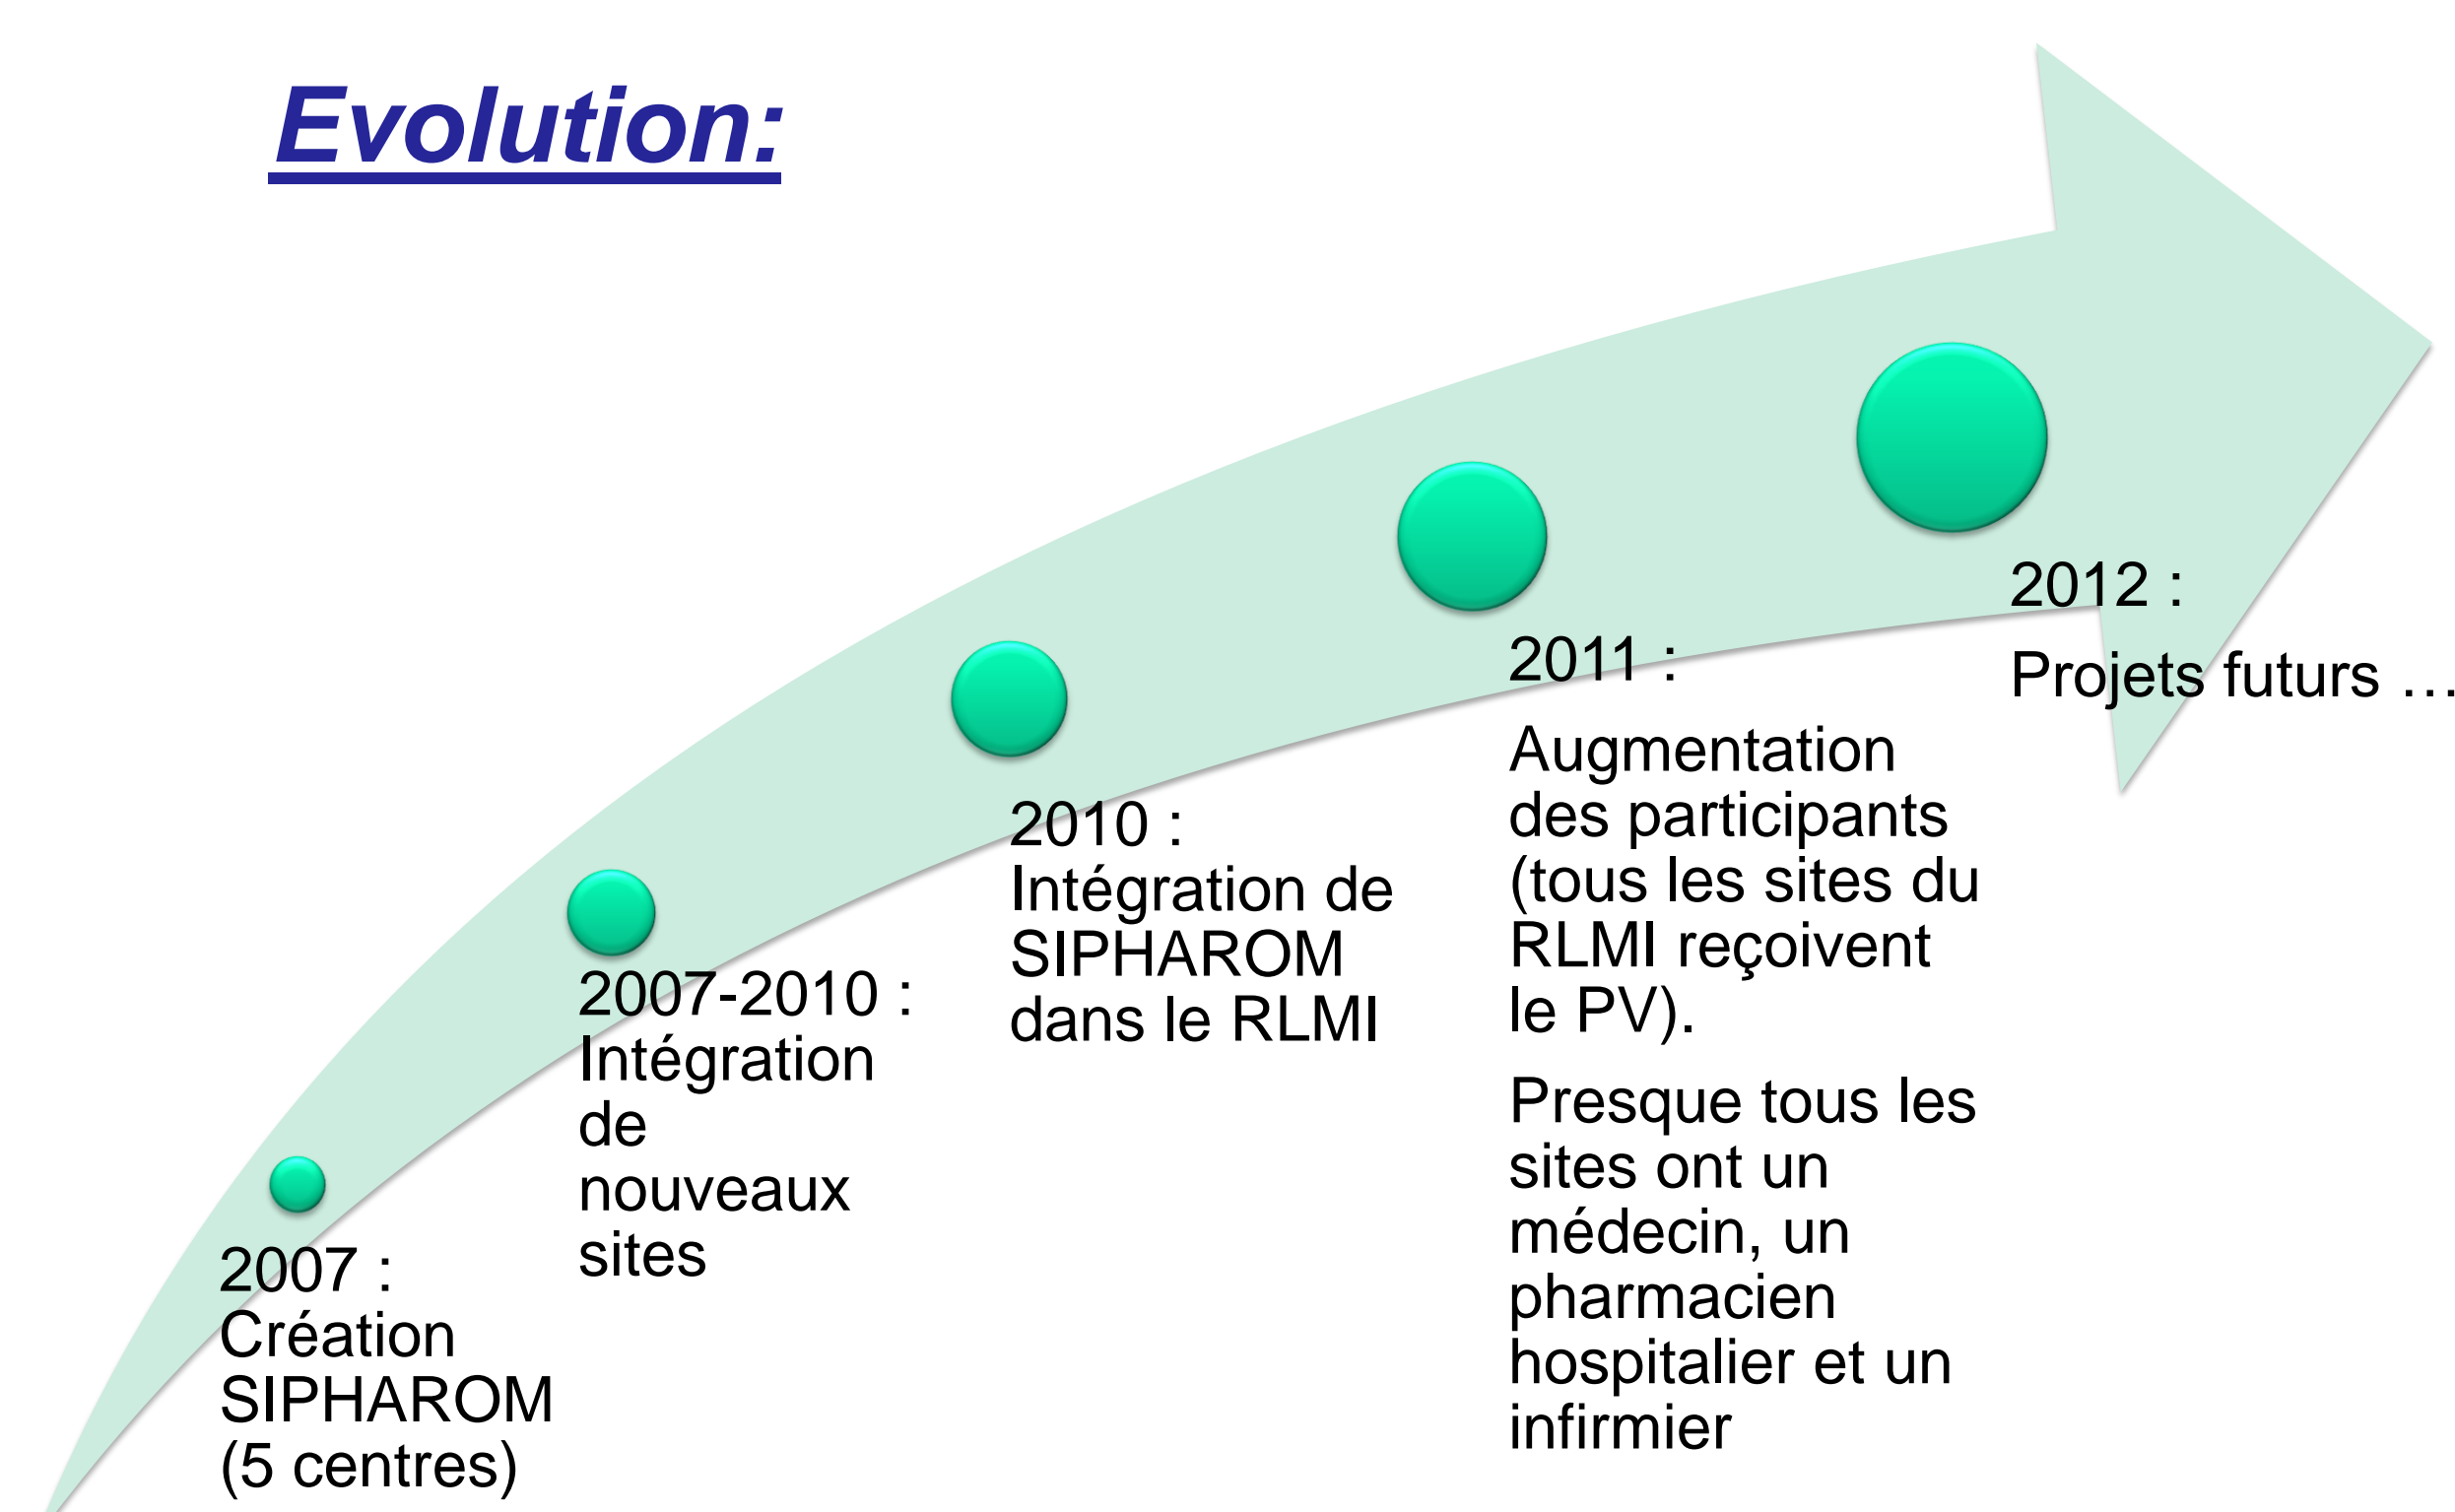 Evolution:
2007 :
Création
SIPHAROM
(5 centres)
2007-2010 :
Intégration
de
nouveaux
sites
2010 :
Intégration de
SIPHAROM
dans le RLMI
2011 :
Augmentation
des participants
(tous les sites du
RLMI reçoivent
le PV).
Presque tous les
sites ont un
médecin, un
pharmacien
hospitalier et un
infirmier
2012 :
Projets futurs …